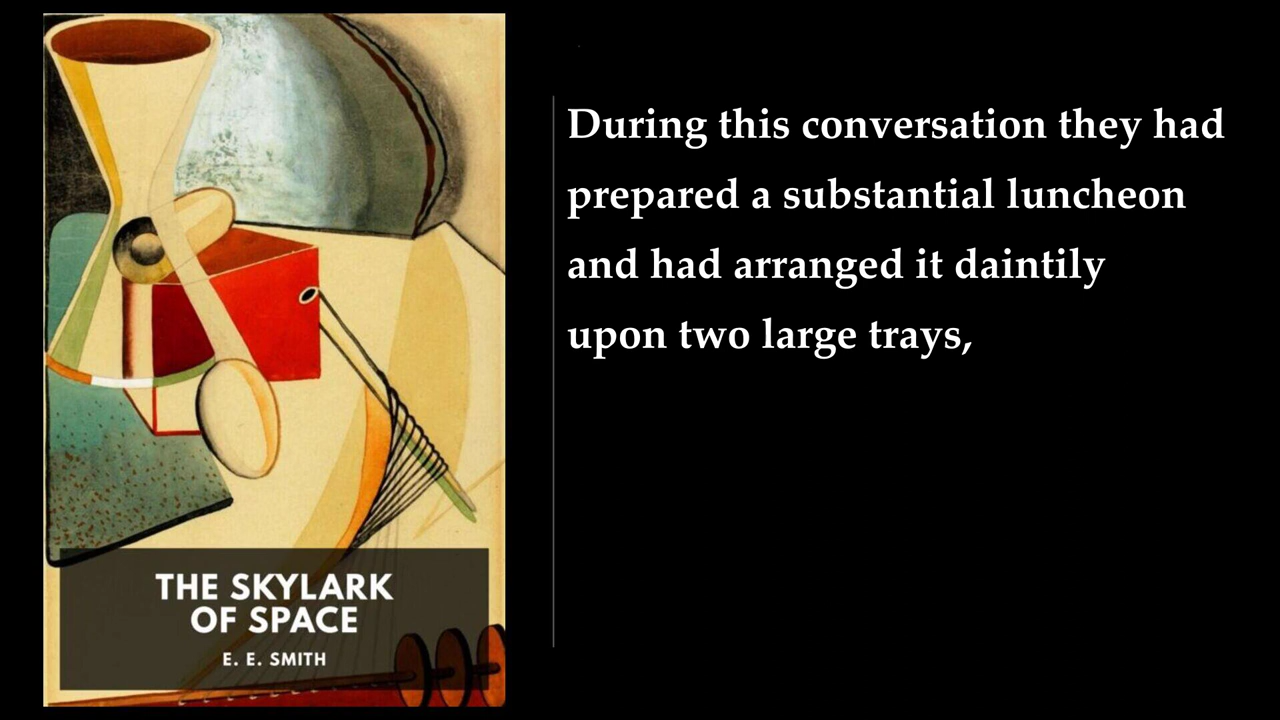 THE SKYLARK
OF SPACE
E. E. SMITH
During this conversation they had
prepared a substantial luncheon
and had arranged it daintily
upon two large trays,